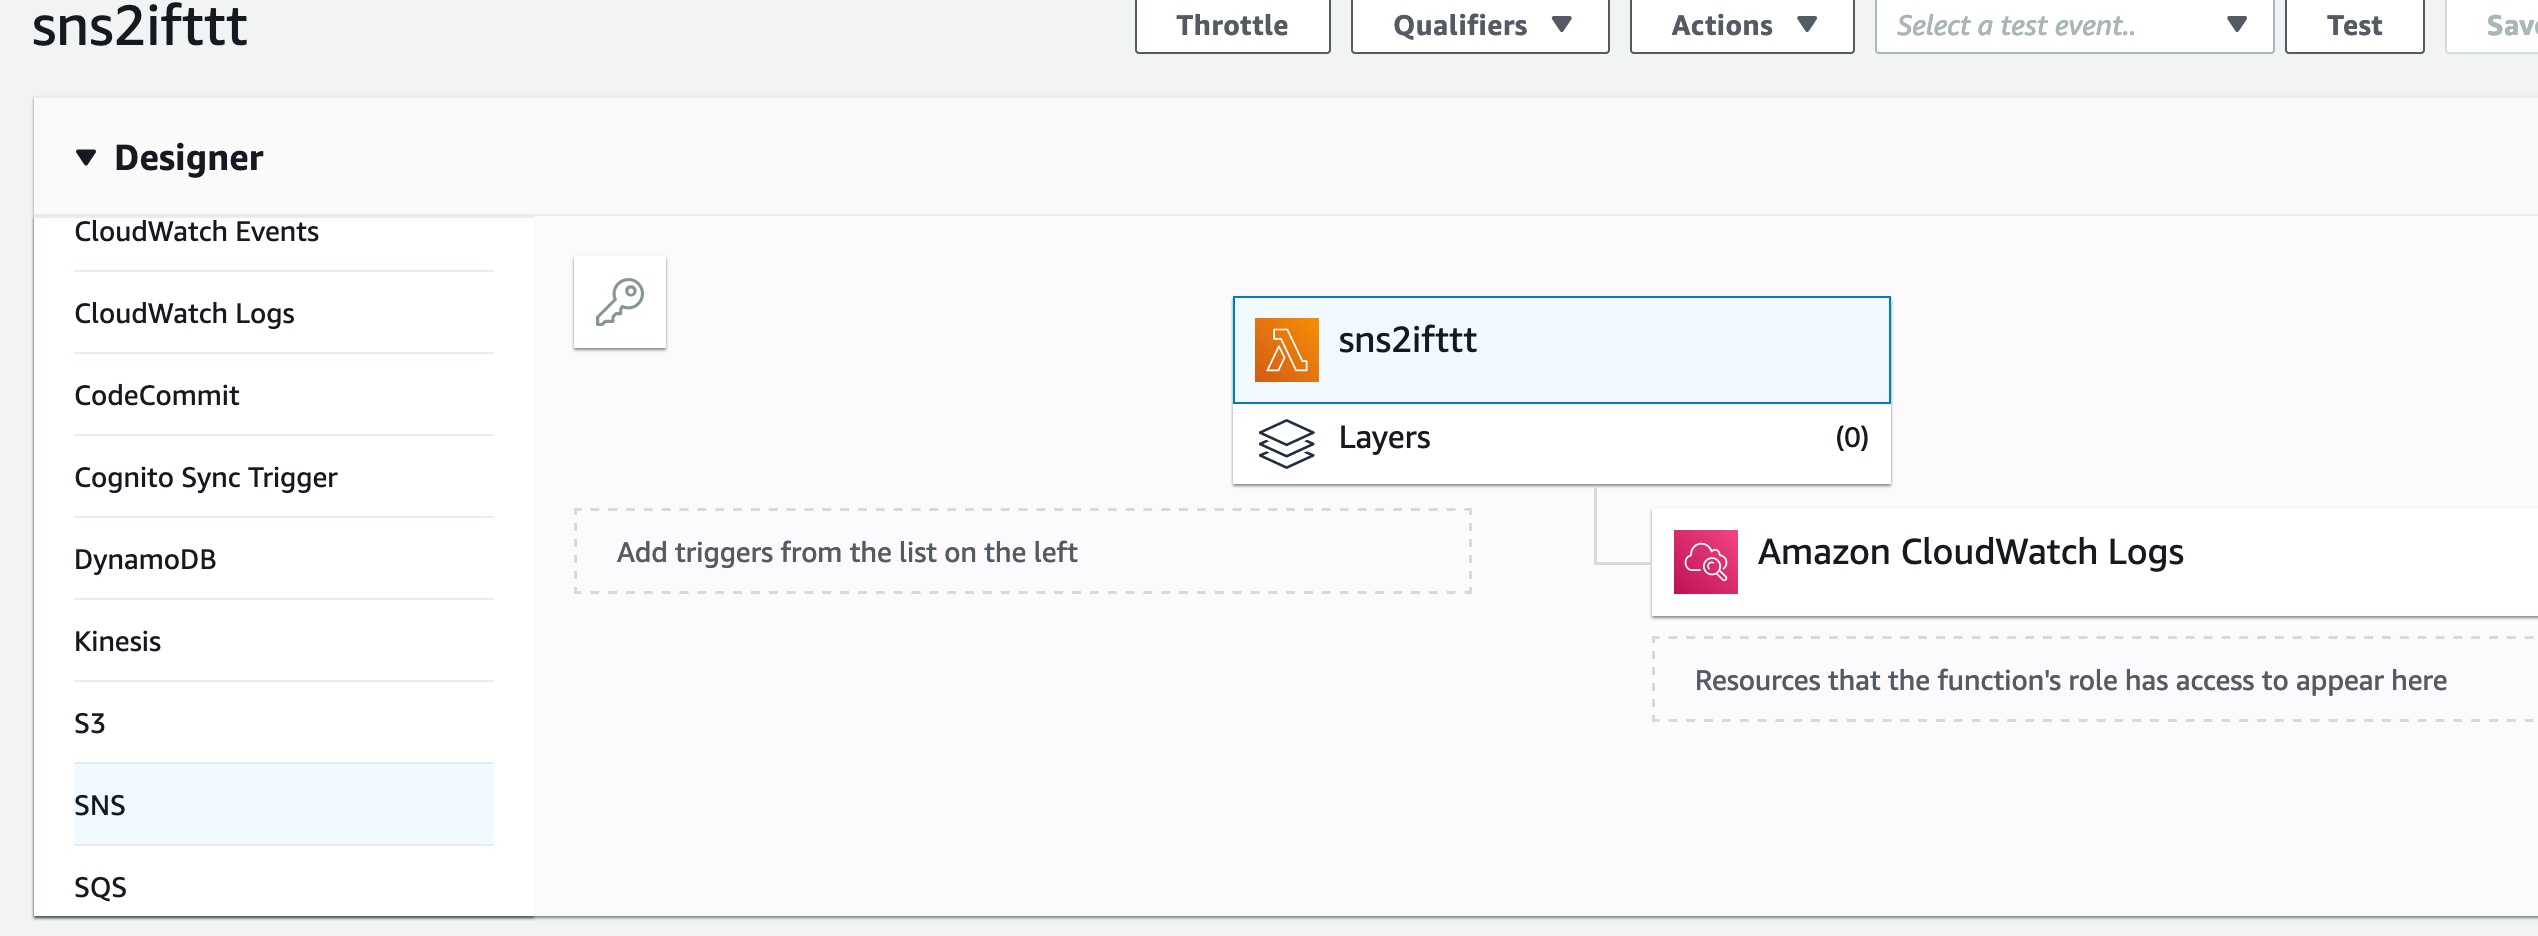 sns2ifttt
Throttle
Qualifiers
Actions
Select a test event..
Test
Designer
CloudWatch Events
CloudWatch Logs
CodeCommit
Cognito Sync Trigger
DynamoDB
Kinesis
S3
SNS
SQS
sns2ifttt
Layers (0)
Add triggers from the list on the left
Amazon CloudWatch Logs
Resources that the function's role has access to appear here